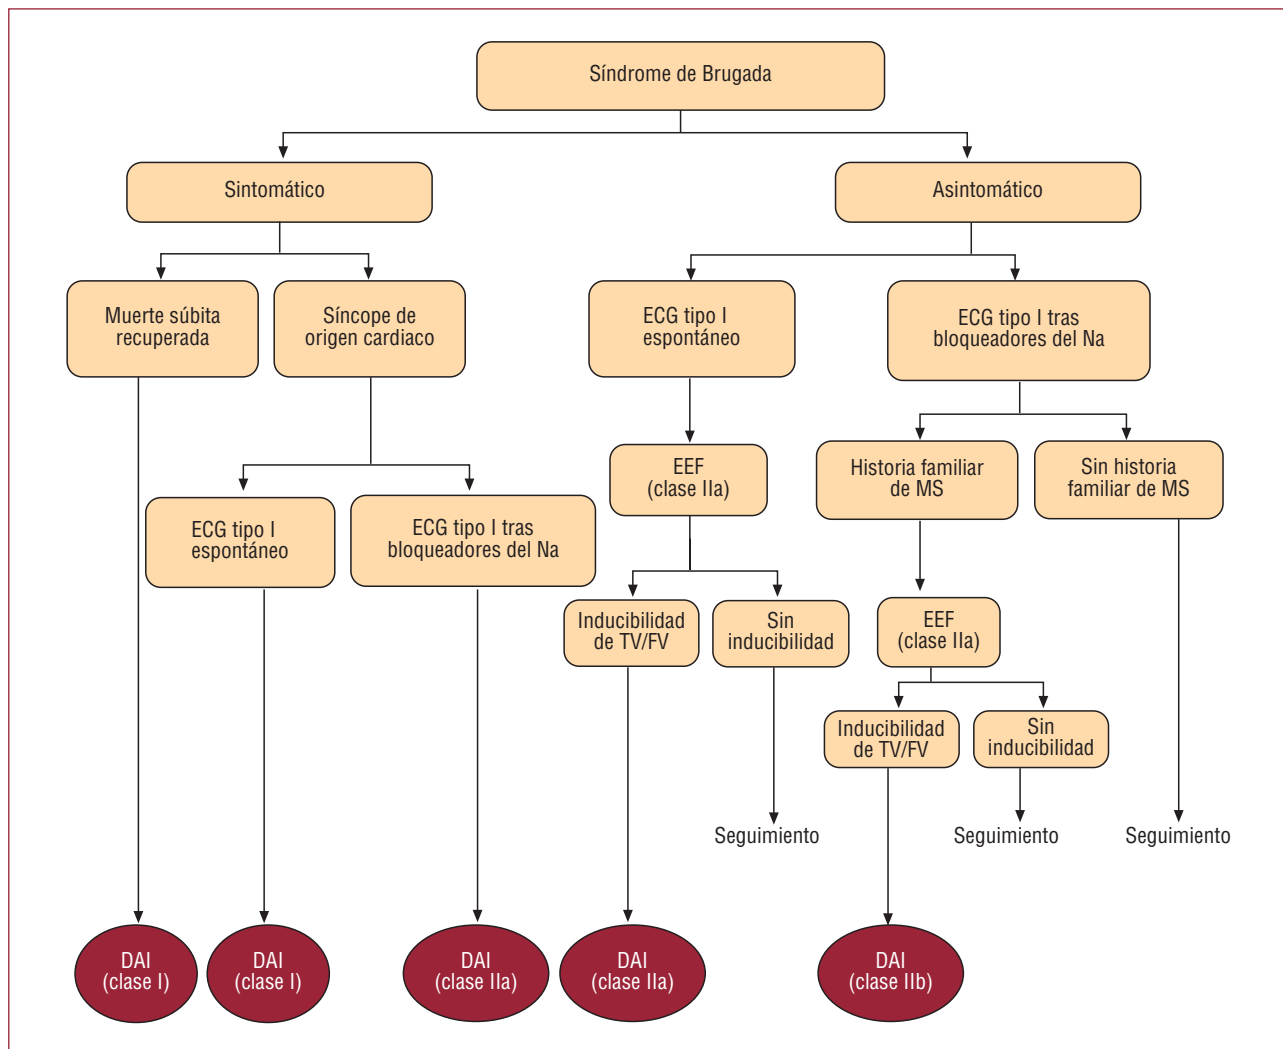 Síndrome de Brugada
Sintomático
Asintomático
Muerte súbita
recuperada
Síncope de
origen cardiaco
ECG tipo I
espontáneo
ECG tipo I tras
bloqueadores del Na
EEF
(clase IIa)
Historia familiar
de MS
Sin historia
familiar de MS
ECG tipo I
espontáneo
ECG tipo I tras
bloqueadores del Na
Inducibilidad
de TV/FV
Sin
inducibilidad
EEF
(clase IIa)
Inducibilidad
de TV/FV
Sin
inducibilidad
Seguimiento
Seguimiento
Seguimiento
DAI
(clase I)
DAI
(clase I)
DAI
(clase IIa)
DAI
(clase IIa)
DAI
(clase IIb)